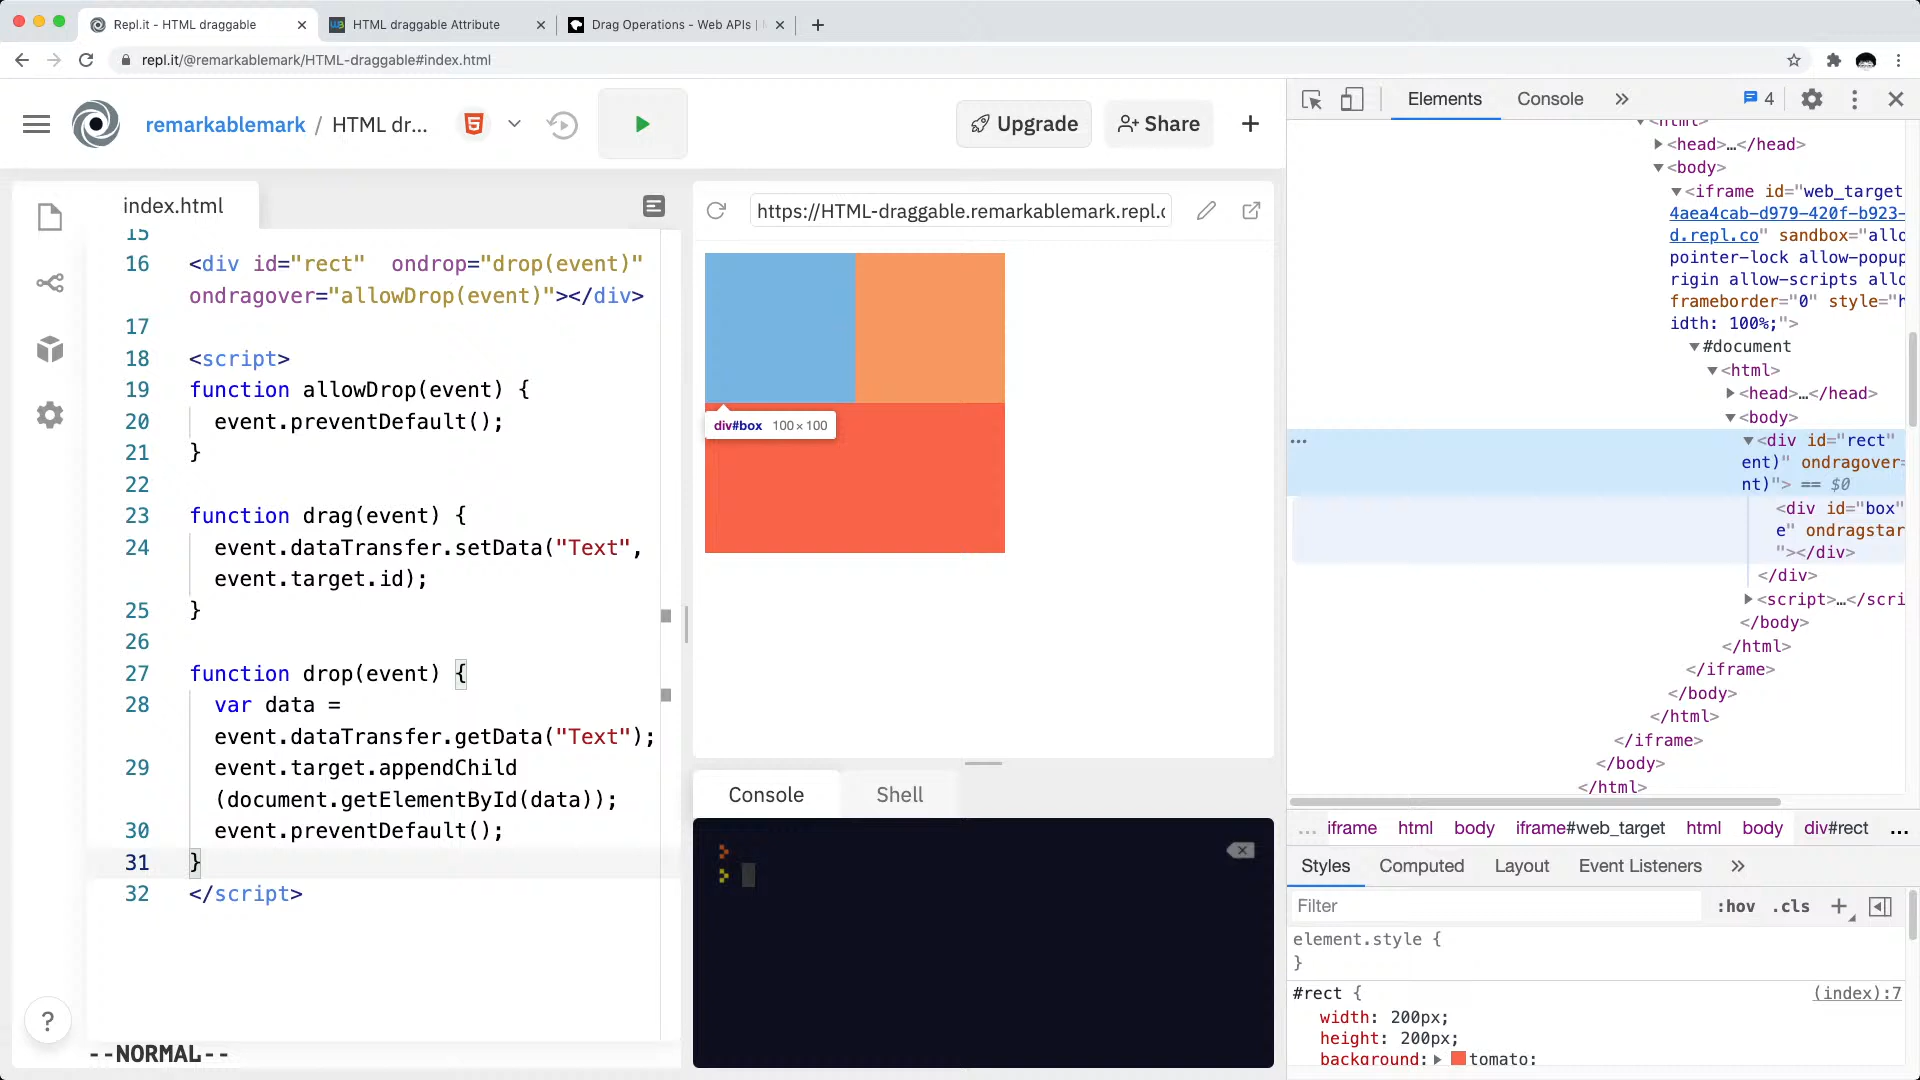 Repl.it - HTML draggable
HTML draggable Attribute
Drag Operations - Web APIs |
repl.it/@remarkablemark/HTML-draggable#index.html
remarkablemark / HTML dr...
Upgrade
Share
index.html
15
16 <div id="rect"  ondrop="drop(event)"
ondragover="allowDrop(event)"></div>
17
18 <script>
19 function allowDrop(event) {
20 event.preventDefault();
21 }
22
23 function drag(event) {
24 event.dataTransfer.setData("Text",
event.target.id);
25 }
26
27 function drop(event) {
28 var data =
event.dataTransfer.getData("Text");
29 event.target.appendChild
(document.getElementById(data));
30 event.preventDefault();
31 }
32 </script>
--NORMAL--
?
https://HTML-draggable.remarkablemark.repl.c
div#box 100×100
Console
Shell
Elements
Console
4
<html>
<head>…</head>
<body>
<iframe id="web_target
4aea4cab-d979-420f-b923-
d.repl.co" sandbox="allo
pointer-lock allow-popup
rigin allow-scripts allo
frameborder="0" style="h
idth: 100%;">
#document
<html>
<head>…</head>
<body>
<div id="rect"
ent)" ondragover=
nt)"> == $0
<div id="box"
e" ondragstar
"></div>
</div>
<script>…</scri
</body>
</html>
</iframe>
</body>
</html>
</iframe>
</body>
</html>
... iframe html body iframe#web_target html body div#rect ...
Styles Computed Layout Event Listeners
Filter
:hov .cls
element.style {
}
#rect { (index):7
width: 200px;
height: 200px;
background: tomato;